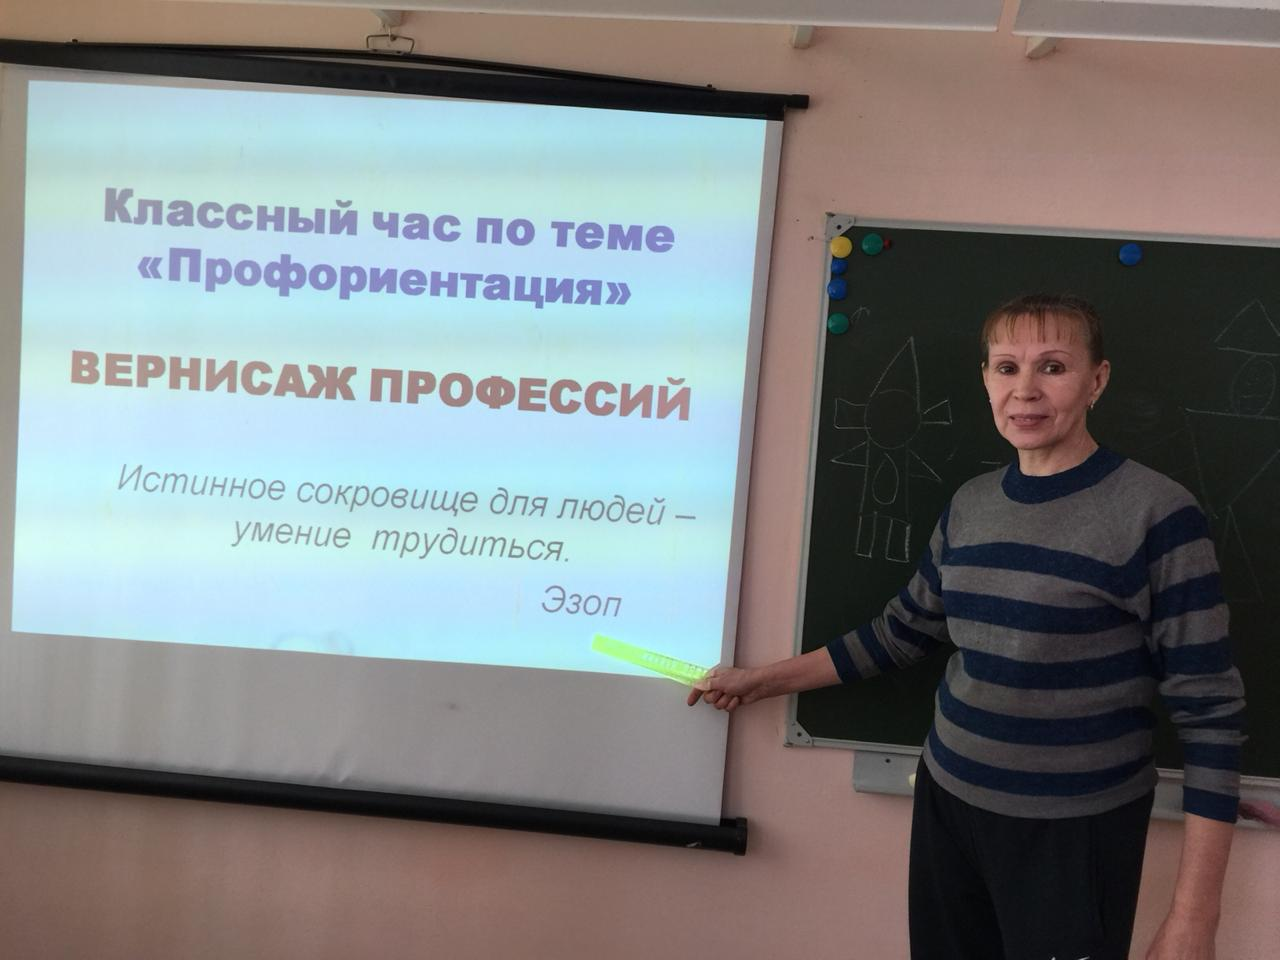 Классный час по теме
«Профориентация»
ВЕРНИСАЖ ПРОФЕССИЙ
Истинное сокровище для людей –
умение трудиться.
Эзоп